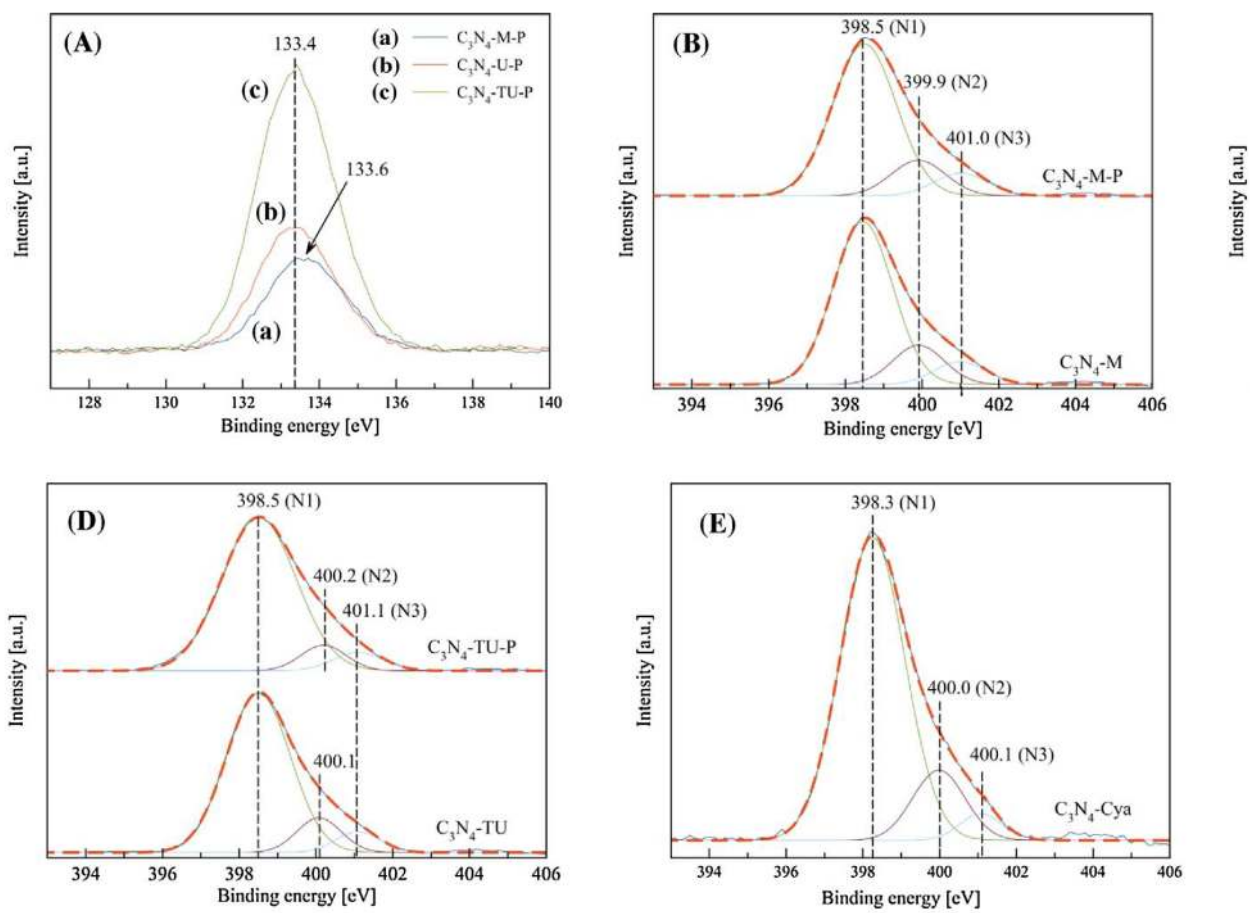 (A)
133.4
(a) C₃N₄-M-P
(b) C₃N₄-U-P
(c) C₃N₄-TU-P
(c)
133.6
(b)
(a)
Intensity [a.u.]
128 130 132 134 136 138 140
Binding energy [eV]
(B)
398.5 (N1)
399.9 (N2)
401.0 (N3)
C₃N₄-M-P
C₃N₄-M
Intensity [a.u.]
394 396 398 400 402 404 406
Binding energy [eV]
Intensity [a.u.]
(D)
398.5 (N1)
400.2 (N2)
401.1 (N3)
C₃N₄-TU-P
400.1
C₃N₄-TU
Intensity [a.u.]
394 396 398 400 402 404 406
Binding energy [eV]
(E)
398.3 (N1)
400.0 (N2)
400.1 (N3)
C₃N₄-Cya
Intensity [a.u.]
394 396 398 400 402 404 406
Binding energy [eV]